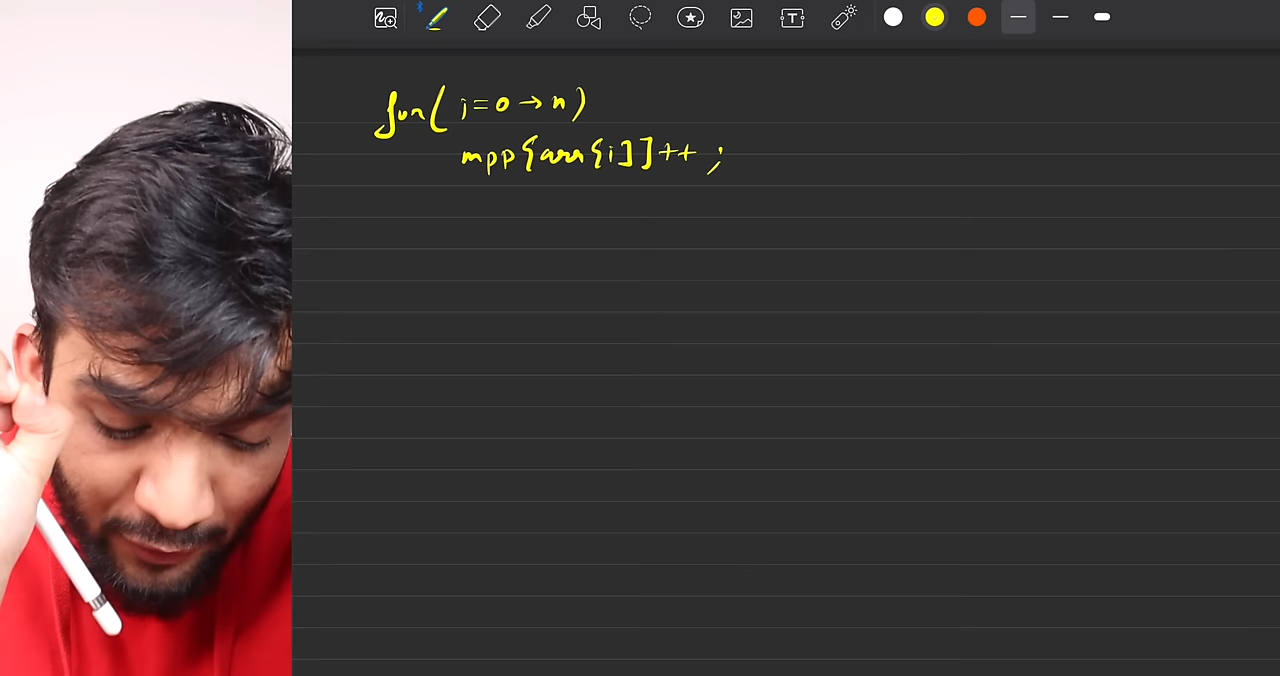 for( i=0 → n)
mpp[arr[i]]++ ;